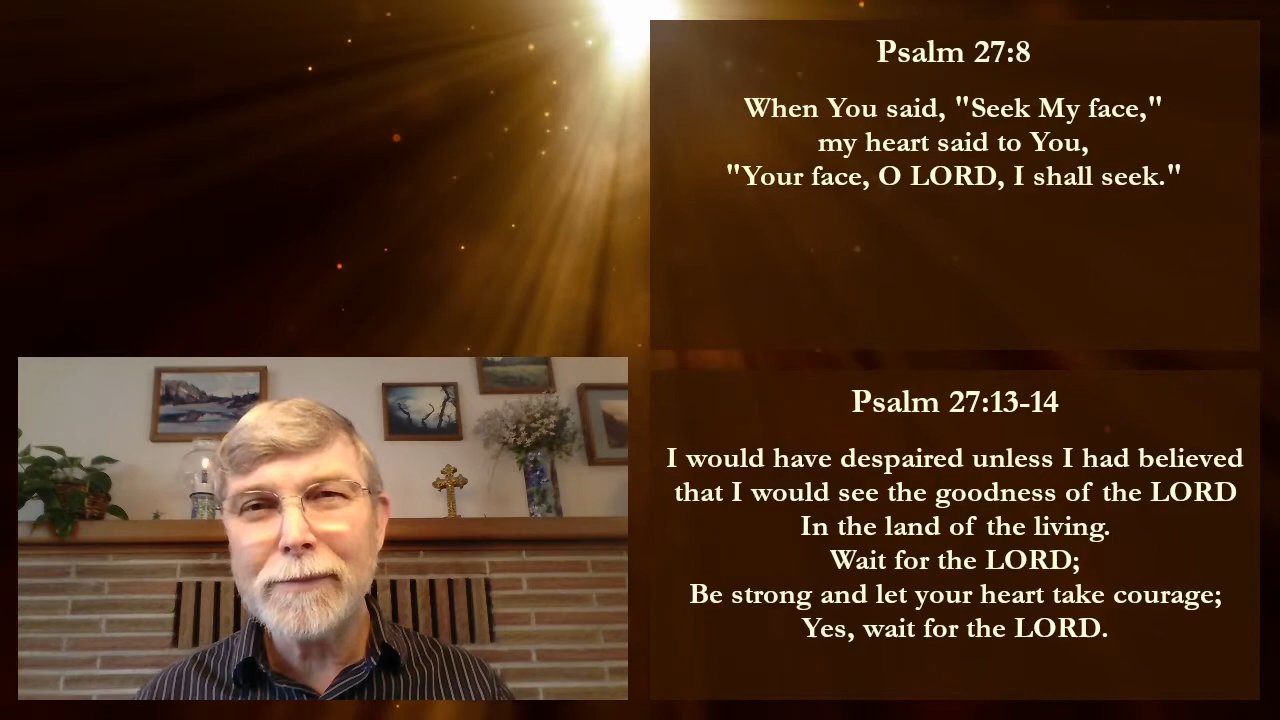 Psalm 27:8
When You said, "Seek My face,"
my heart said to You,
"Your face, O LORD, I shall seek."
Psalm 27:13-14
I would have despaired unless I had believed
that I would see the goodness of the LORD
In the land of the living.
Wait for the LORD;
Be strong and let your heart take courage;
Yes, wait for the LORD.